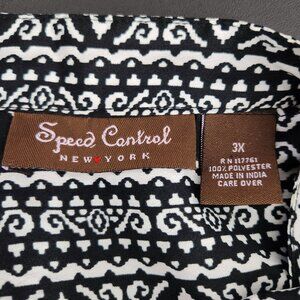 Speed Control
NEW YORK
3X
RN 117761
100% POLYESTER
MADE IN INDIA
CARE OVER